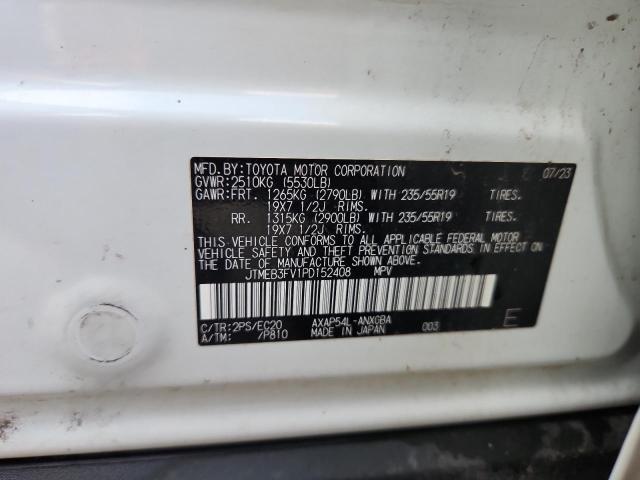 MFD.BY:TOYOTA MOTOR CORPORATION 07/23
GVWR:2510KG (5530LB)
GAWR:FRT. 1265KG (2790LB) WITH 235/55R19 TIRES.
19X7 1/2J RIMS.
RR. 1315KG (2900LB) WITH 235/55R19 TIRES.
19X7 1/2J RIMS.
THIS VEHICLE CONFORMS TO ALL APPLICABLE FEDERAL MOTOR
VEHICLE SAFETY AND THEFT PREVENTION STANDARDS IN EFFECT ON
THE DATE OF MANUFACTURE SHOWN ABOVE.
JTMEB3FV1PD152408 MPV
C/TR:2PS/EC20 AXAP54L-ANXGBA E
A/TM: /P810 MADE IN JAPAN 003